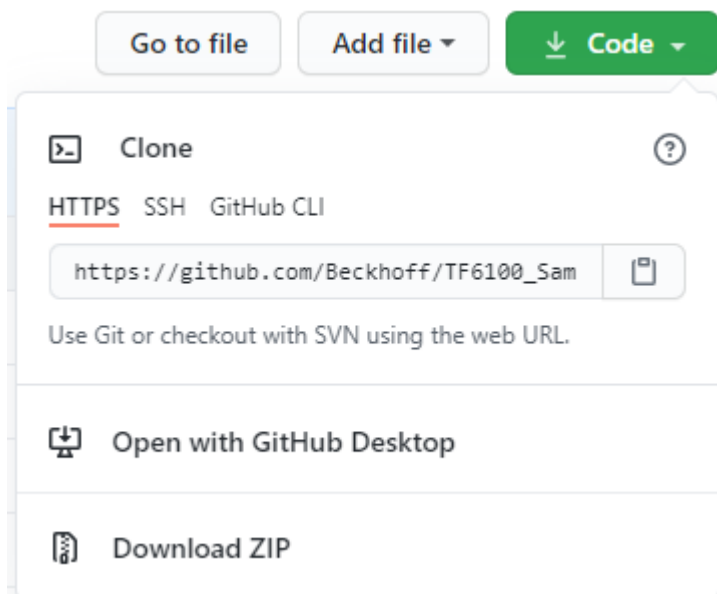 Go to file Add file Code
Clone
HTTPS SSH GitHub CLI
https://github.com/Beckhoff/TF6100_Sam
Use Git or checkout with SVN using the web URL.
Open with GitHub Desktop
Download ZIP